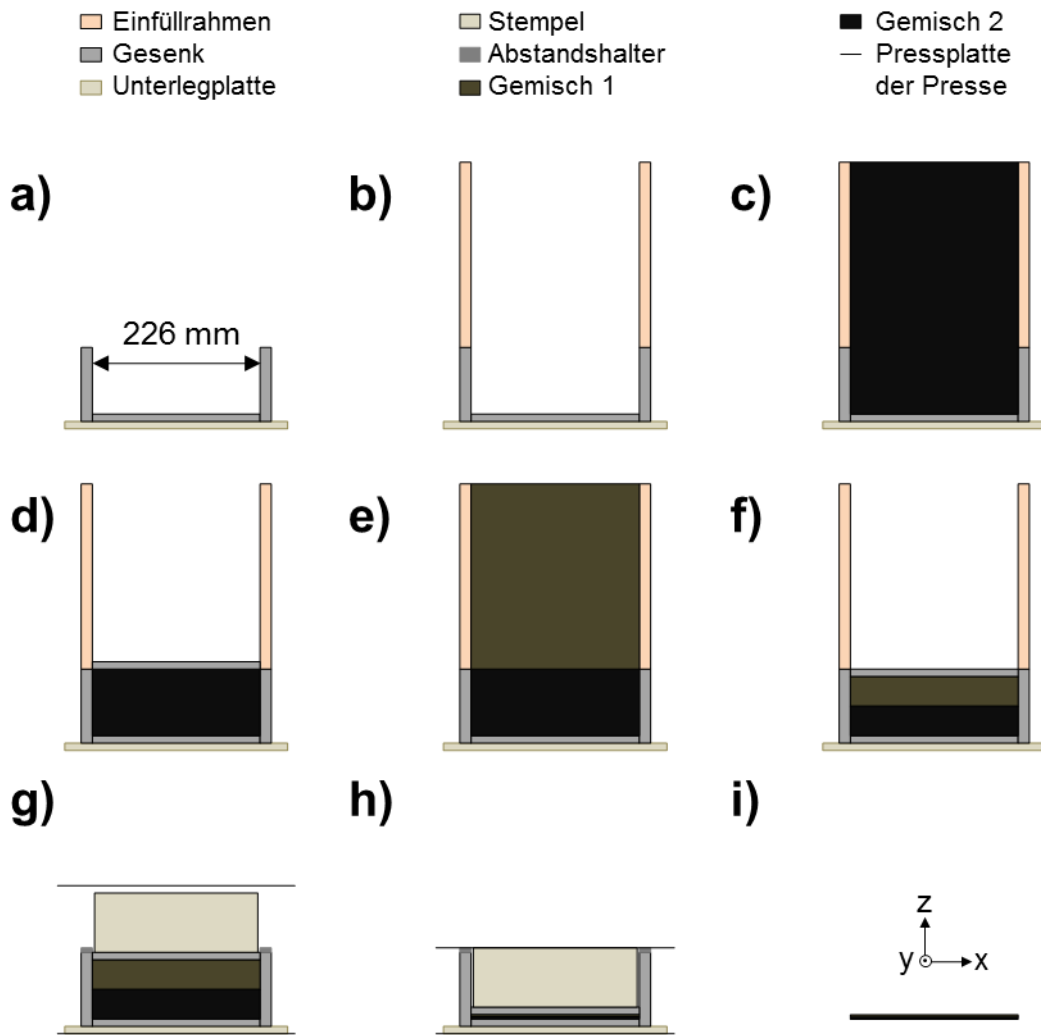 Einfüllrahmen
Gesenk
Unterlegplatte
Stempel
Abstandshalter
Gemisch 1
Gemisch 2
Pressplatte
der Presse
a)
b)
c)
226 mm
d)
e)
f)
g)
h)
i)
z
y
x